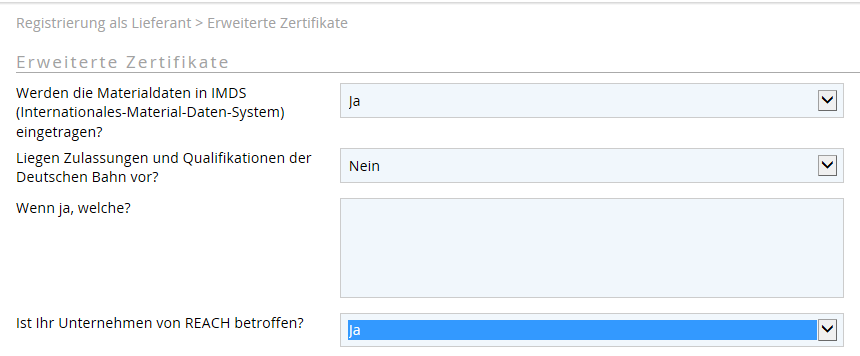 Registrierung als Lieferant > Erweiterte Zertifikate
Erweiterte Zertifikate
Werden die Materialdaten in IMDS
(Internationales-Material-Daten-System)
eingetragen?
Ja
Liegen Zulassungen und Qualifikationen der
Deutschen Bahn vor?
Nein
Wenn ja, welche?
Ist Ihr Unternehmen von REACH betroffen?
Ja